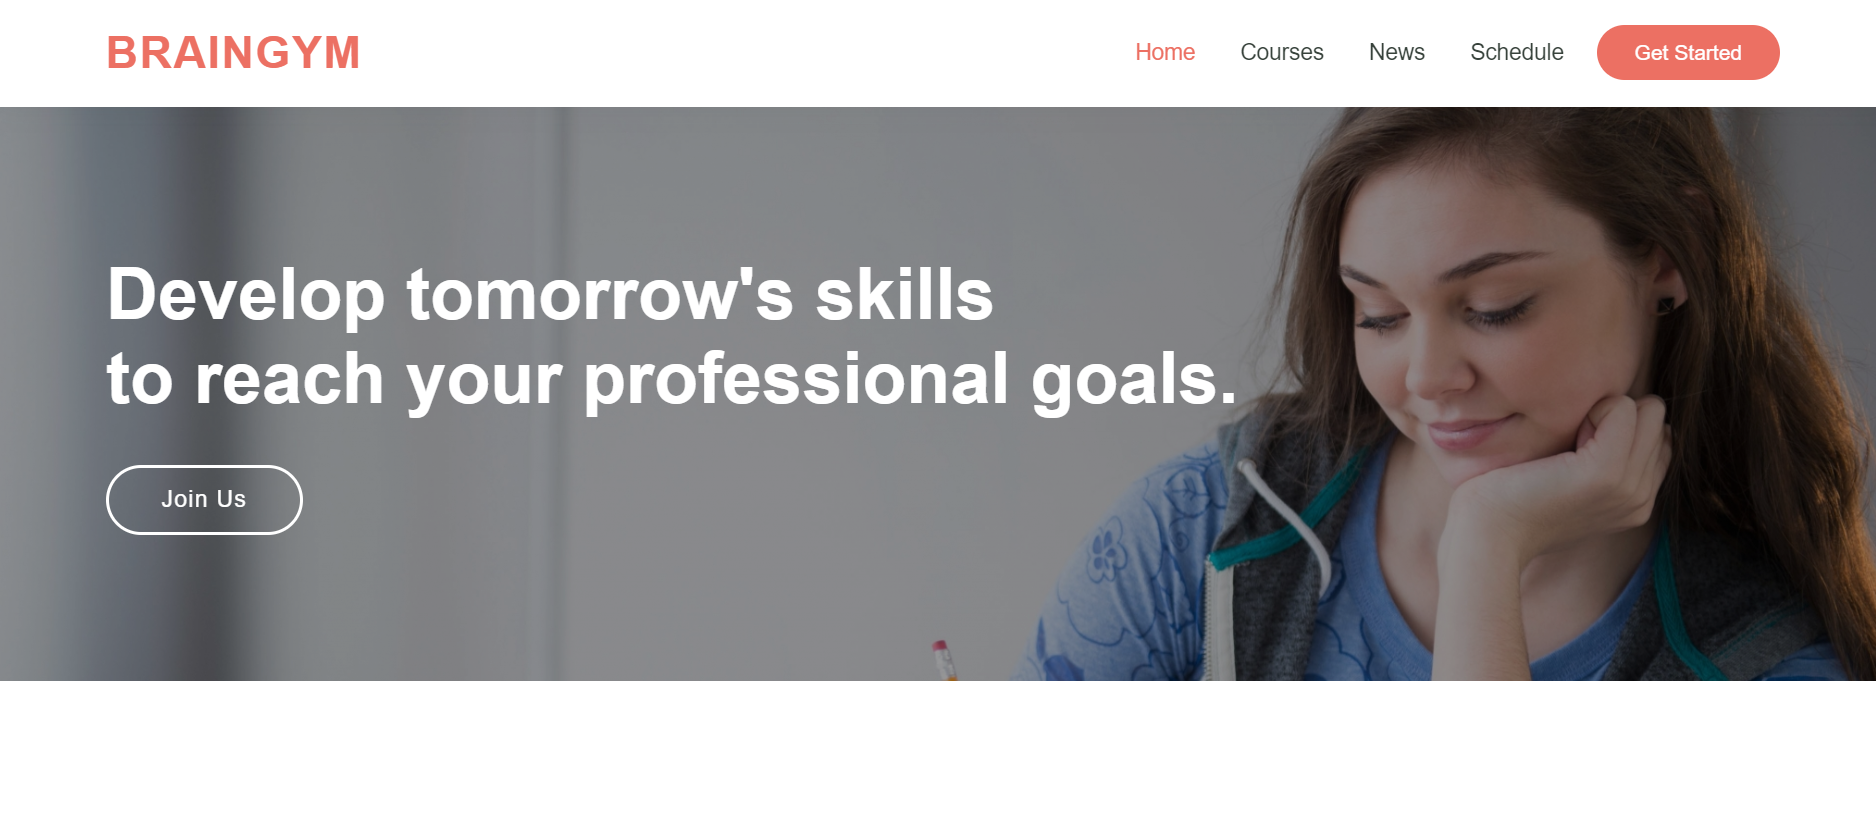 BRAINGYM
Home Courses News Schedule Get Started
Develop tomorrow's skills
to reach your professional goals.
Join Us